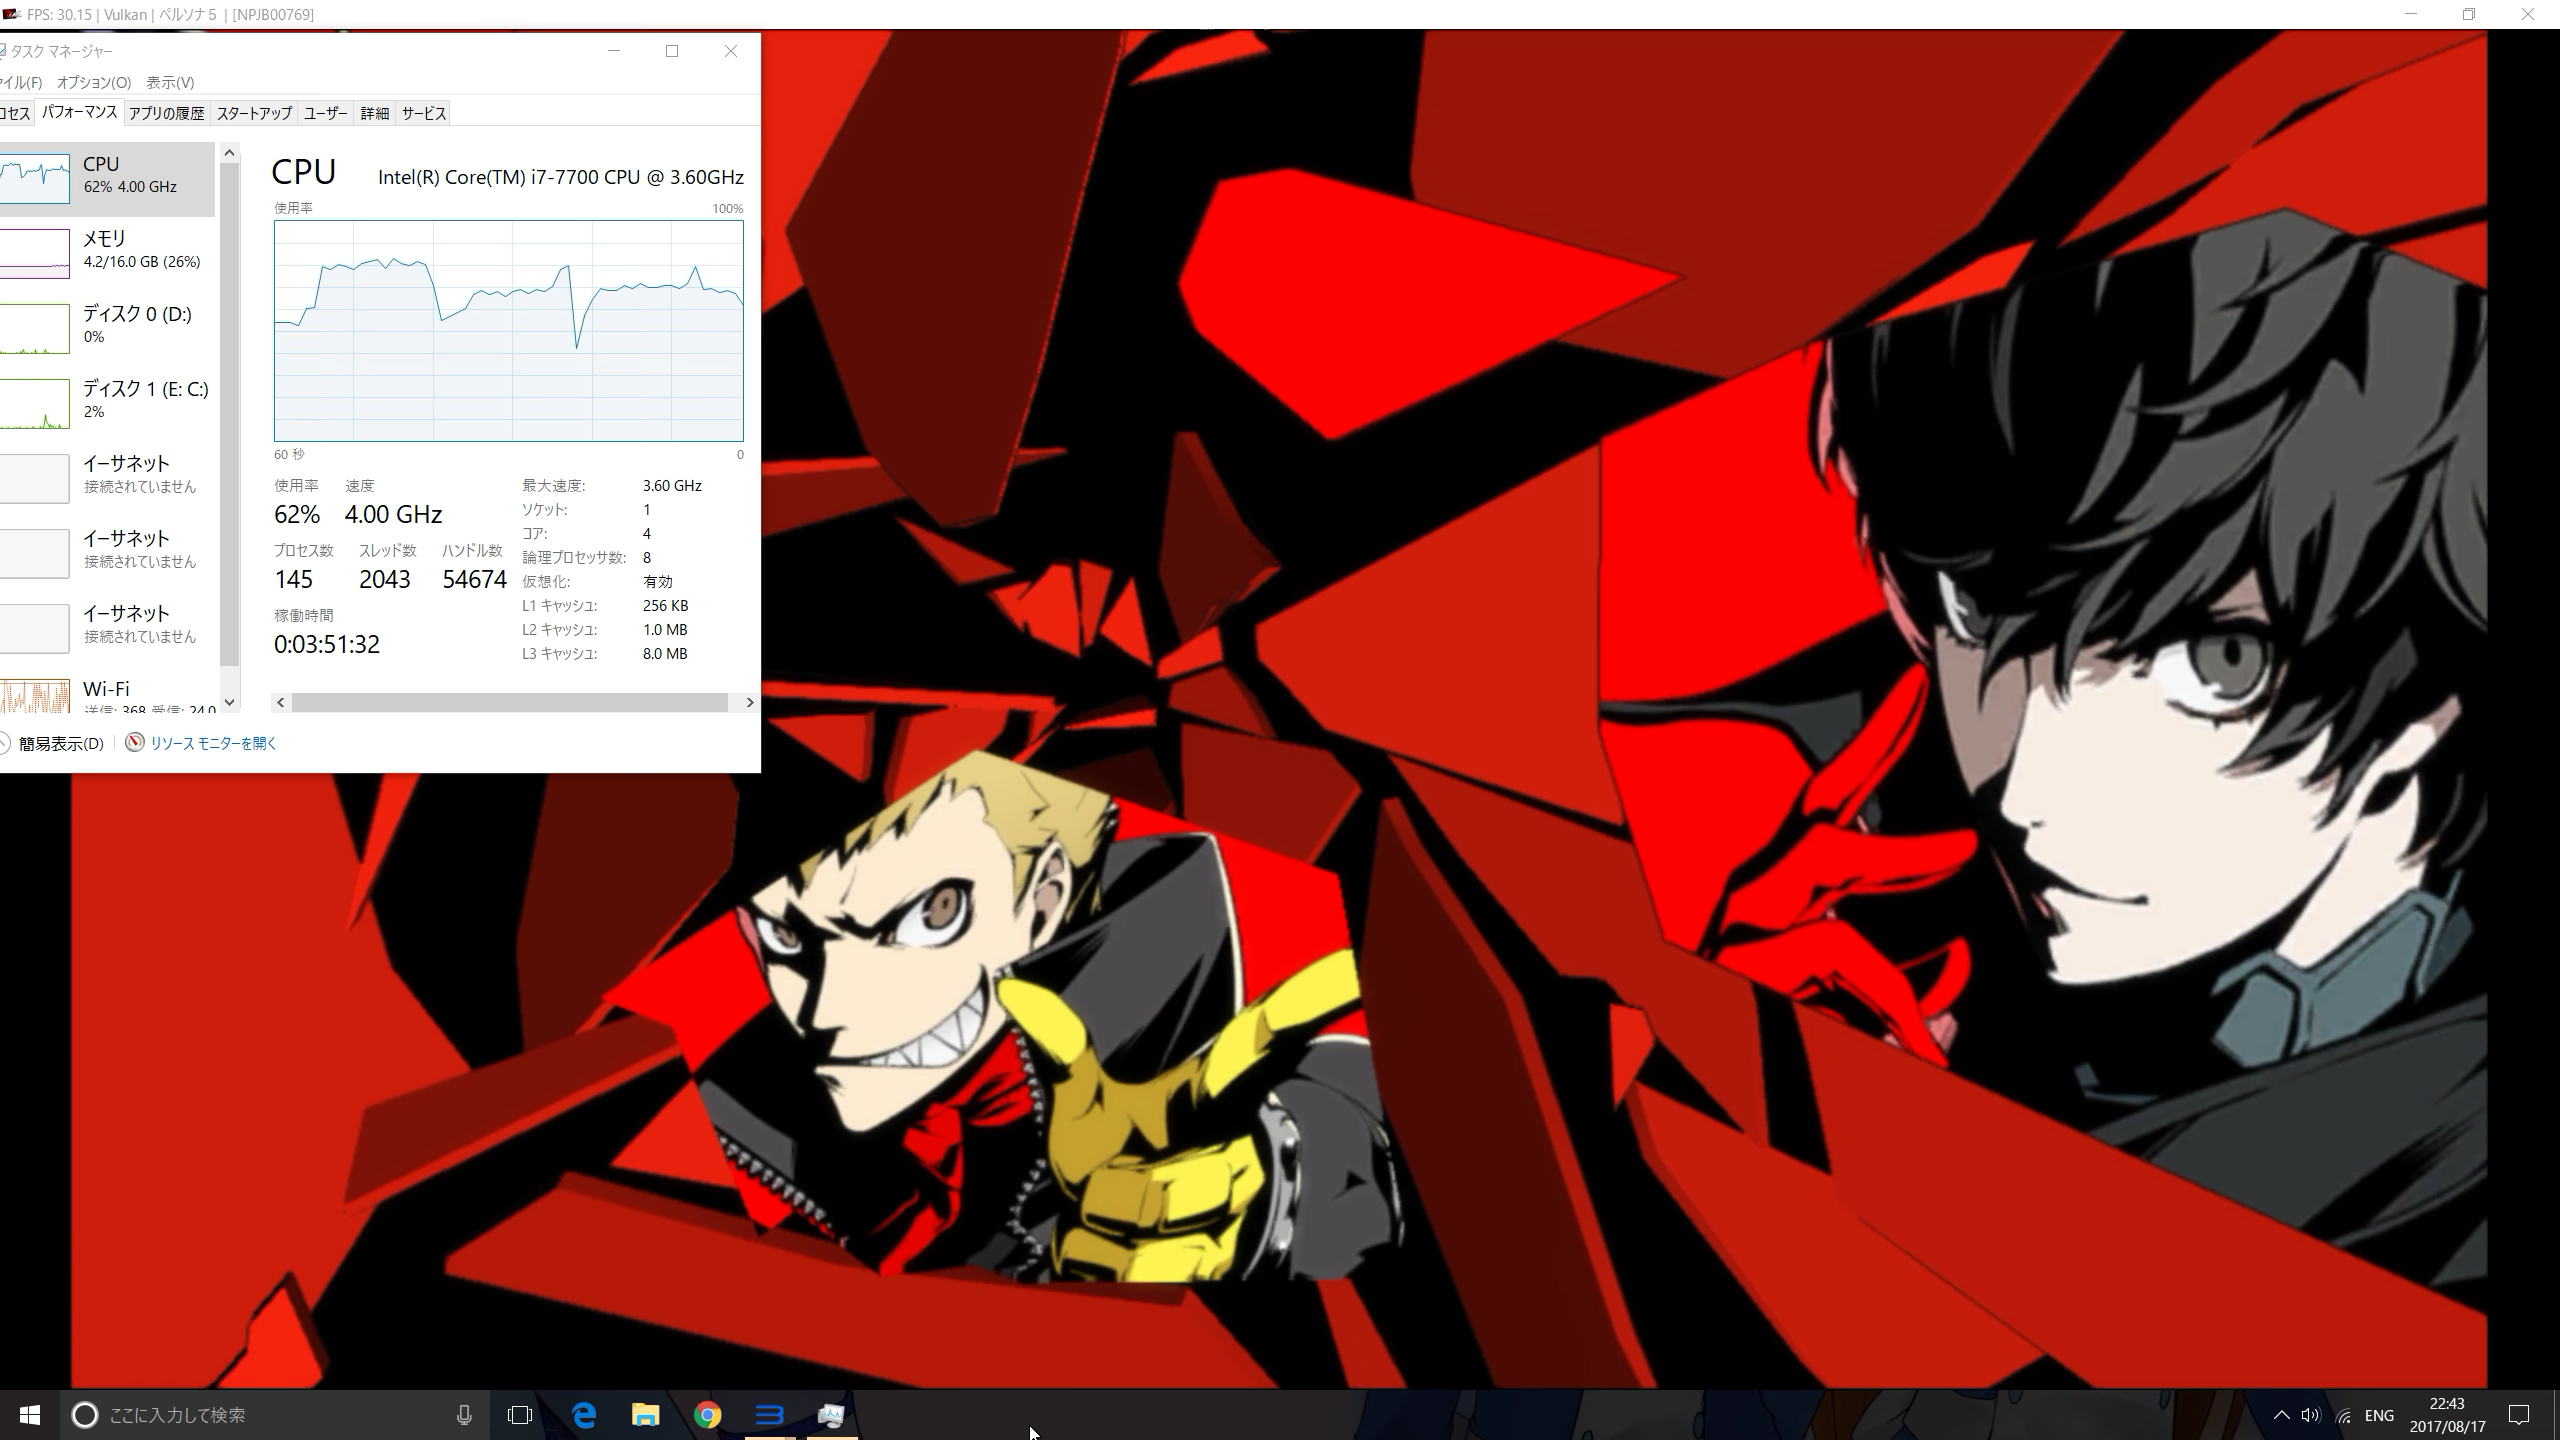 FPS: 30.15 | Vulkan | ペルソナ５ | [NPJB00769]
タスク マネージャー
イル(F) オプション(O) 表示(V)
ロセス パフォーマンス アプリの履歴 スタートアップ ユーザー 詳細 サービス
CPU
62% 4.00 GHz
メモリ
4.2/16.0 GB (26%)
ディスク 0 (D:)
0%
ディスク 1 (E: C:)
2%
イーサネット
接続されていません
イーサネット
接続されていません
イーサネット
接続されていません
Wi-Fi
送信: 368 受信: 24.0
CPU Intel(R) Core(TM) i7-7700 CPU @ 3.60GHz
使用率 100%
60 秒 0
使用率 速度
62% 4.00 GHz
プロセス数 スレッド数 ハンドル数
145 2043 54674
稼働時間
0:03:51:32
最大速度: 3.60 GHz
ソケット: 1
コア: 4
論理プロセッサ数: 8
仮想化: 有効
L1 キャッシュ: 256 KB
L2 キャッシュ: 1.0 MB
L3 キャッシュ: 8.0 MB
簡易表示(D) リソース モニターを開く
ここに入力して検索
ENG
22:43
2017/08/17